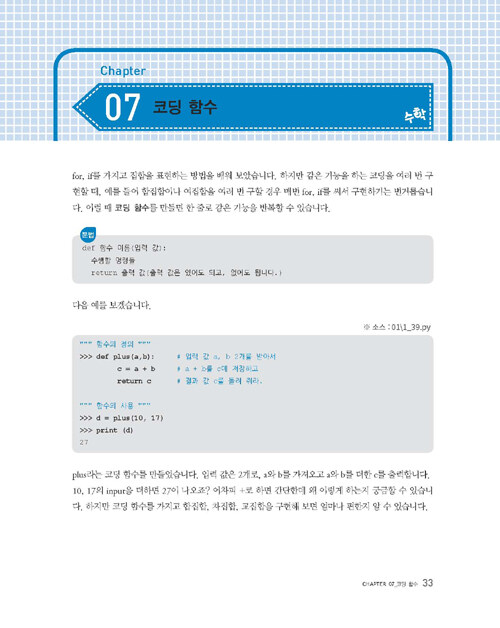 Chapter
07 코딩 함수
수학
for, if를 가지고 집합을 표현하는 방법을 배워 보았습니다. 하지만 같은 기능을 하는 코딩을 여러 번 구
현할 때, 예를 들어 합집합이나 여집합을 여러 번 구할 경우 매번 for, if를 써서 구현하기는 번거롭습니
다. 이럴 때 코딩 함수를 만들면 한 줄로 같은 기능을 반복할 수 있습니다.
문법
def 함수 이름(입력 값):
수행할 명령들
return 출력 값(출력 값은 있어도 되고, 없어도 됩니다.)
다음 예를 보겠습니다.
※ 소스 : 01\1_39.py
""" 함수의 정의 """
>>> def plus(a,b): # 입력 값 a, b 2개를 받아서
c = a + b # a + b를 c에 저장하고
return c # 결과 값 c를 돌려 줘라.
""" 함수의 사용 """
>>> d = plus(10, 17)
>>> print (d)
27
plus라는 코딩 함수를 만들었습니다. 입력 값은 2개로, a와 b를 가져오고 a와 b를 더한 c를 출력합니다.
10, 17의 input을 더하면 27이 나오죠? 어차피 +로 하면 간단한데 왜 이렇게 하는지 궁금할 수 있습니
다. 하지만 코딩 함수를 가지고 합집합, 차집합, 교집합을 구현해 보면 얼마나 편한지 알 수 있습니다.
CHAPTER 07_코딩 함수 33